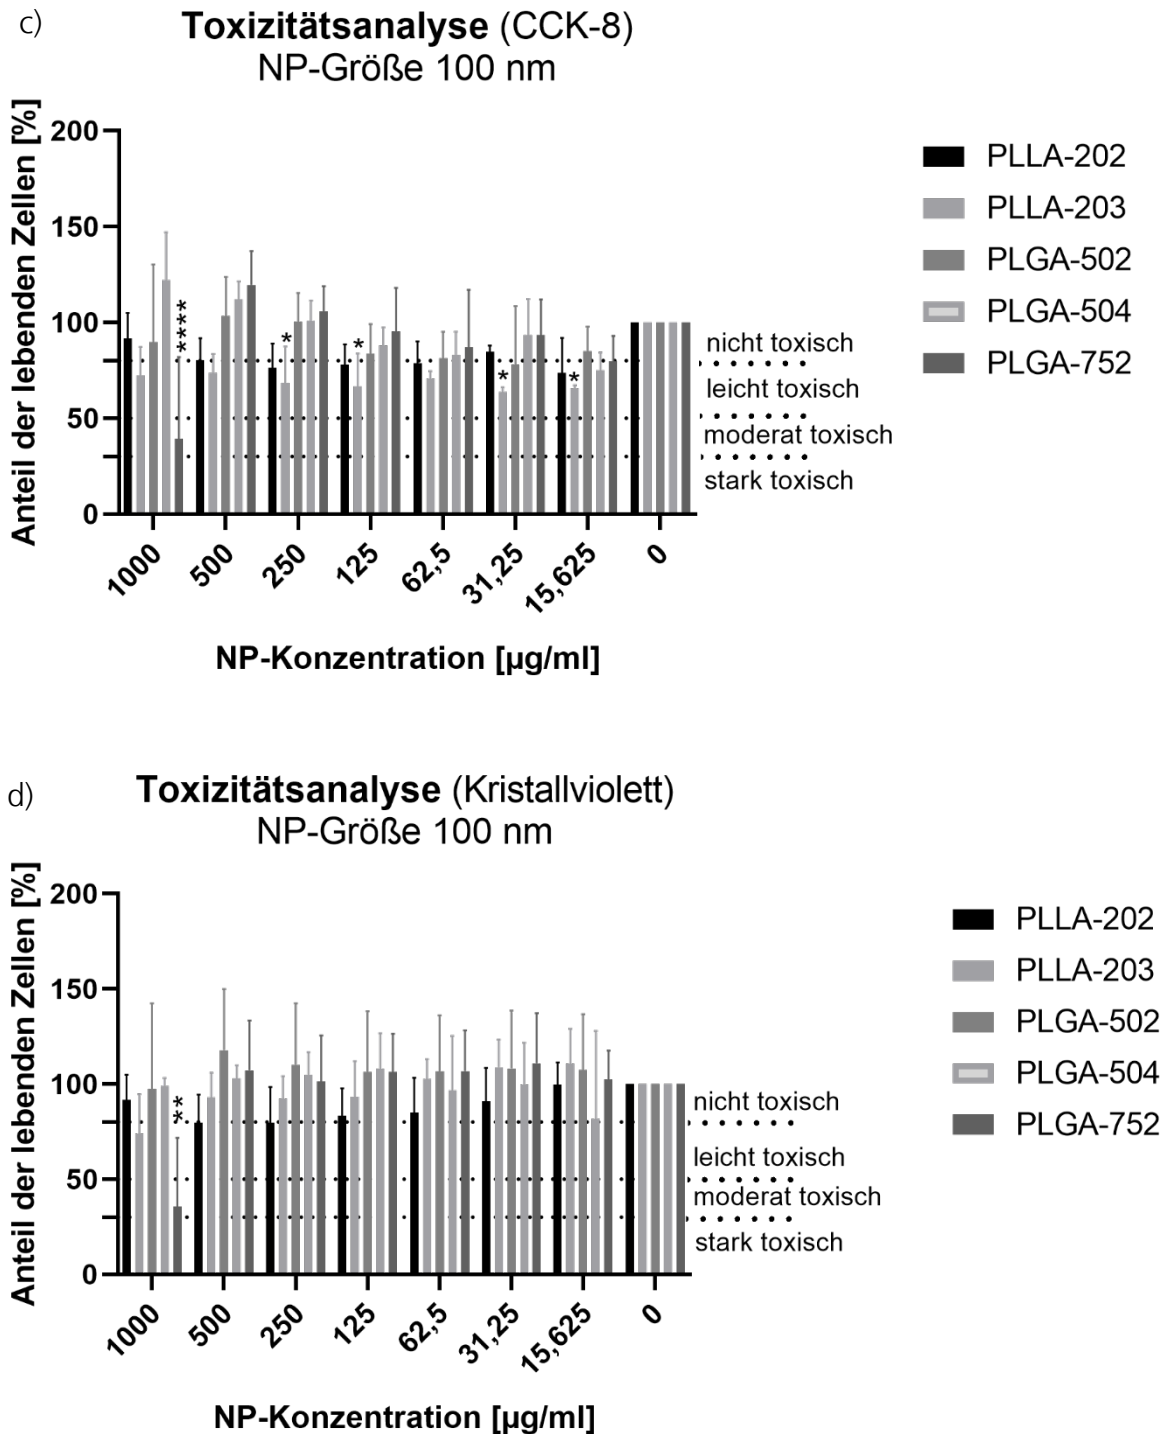 c)
Toxizitätsanalyse (CCK-8)
NP-Größe 100 nm
Anteil der lebenden Zellen [%]
200
150
100
50
0
****
*
*
*
*
nicht toxisch
leicht toxisch
moderat toxisch
stark toxisch
PLLA-202
PLLA-203
PLGA-502
PLGA-504
PLGA-752
1000
500
250
125
62,5
31,25
15,625
0
NP-Konzentration [µg/ml]
d)
Toxizitätsanalyse (Kristallviolett)
NP-Größe 100 nm
Anteil der lebenden Zellen [%]
200
150
100
50
0
**
nicht toxisch
leicht toxisch
moderat toxisch
stark toxisch
PLLA-202
PLLA-203
PLGA-502
PLGA-504
PLGA-752
1000
500
250
125
62,5
31,25
15,625
0
NP-Konzentration [µg/ml]